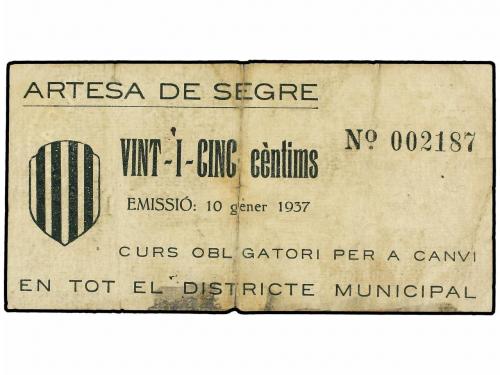 ARTESA DE SEGRE
Nº 002187
VINT-I-CINC cèntims
EMISSIÓ: 10 gener 1937
CURS OBL GATORI PER A CANVI
EN TOT EL DISTRICTE MUNICIPAL